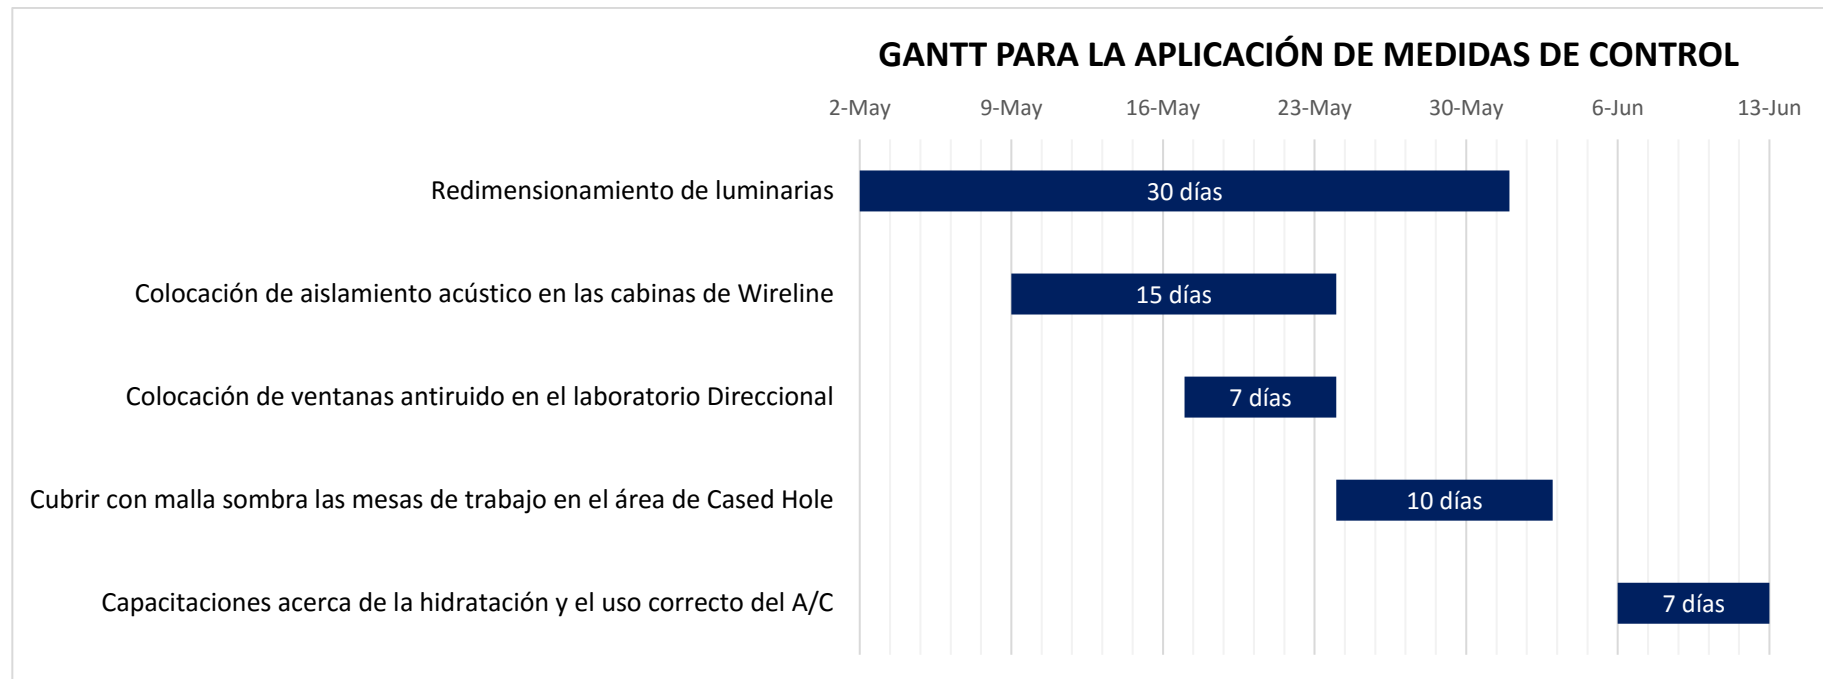 GANTT PARA LA APLICACIÓN DE MEDIDAS DE CONTROL
2-May 9-May 16-May 23-May 30-May 6-Jun 13-Jun
Redimensionamiento de luminarias 30 días
Colocación de aislamiento acústico en las cabinas de Wireline 15 días
Colocación de ventanas antiruido en el laboratorio Direccional 7 días
Cubrir con malla sombra las mesas de trabajo en el área de Cased Hole 10 días
Capacitaciones acerca de la hidratación y el uso correcto del A/C 7 días